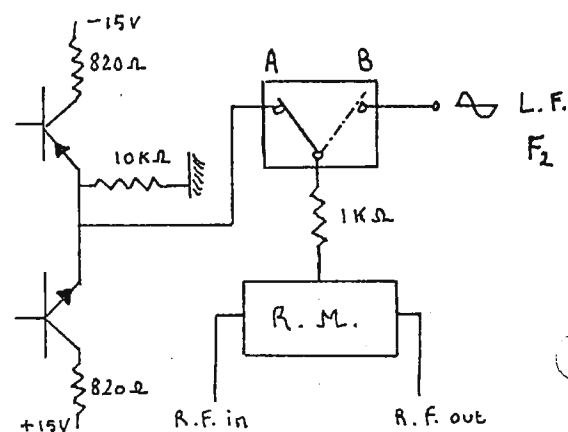 -15V
820Ω
A B
L.F.
F2
10KΩ
1KΩ
R.M.
820Ω
+15V
R.F. in
R.F. out